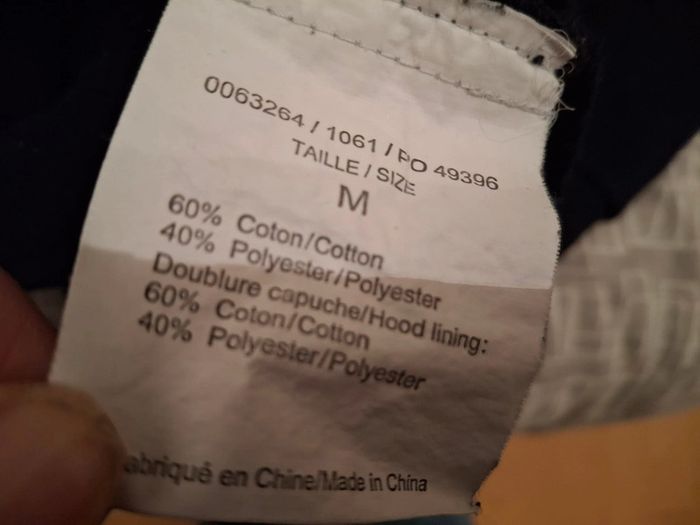 0063264 / 1061 / PO 49396
TAILLE / SIZE
M
60% Coton/Cotton
40% Polyester/Polyester
Doublure capuche/Hood lining:
60% Coton/Cotton
40% Polyester/Polyester
abriqué en Chine/Made in China